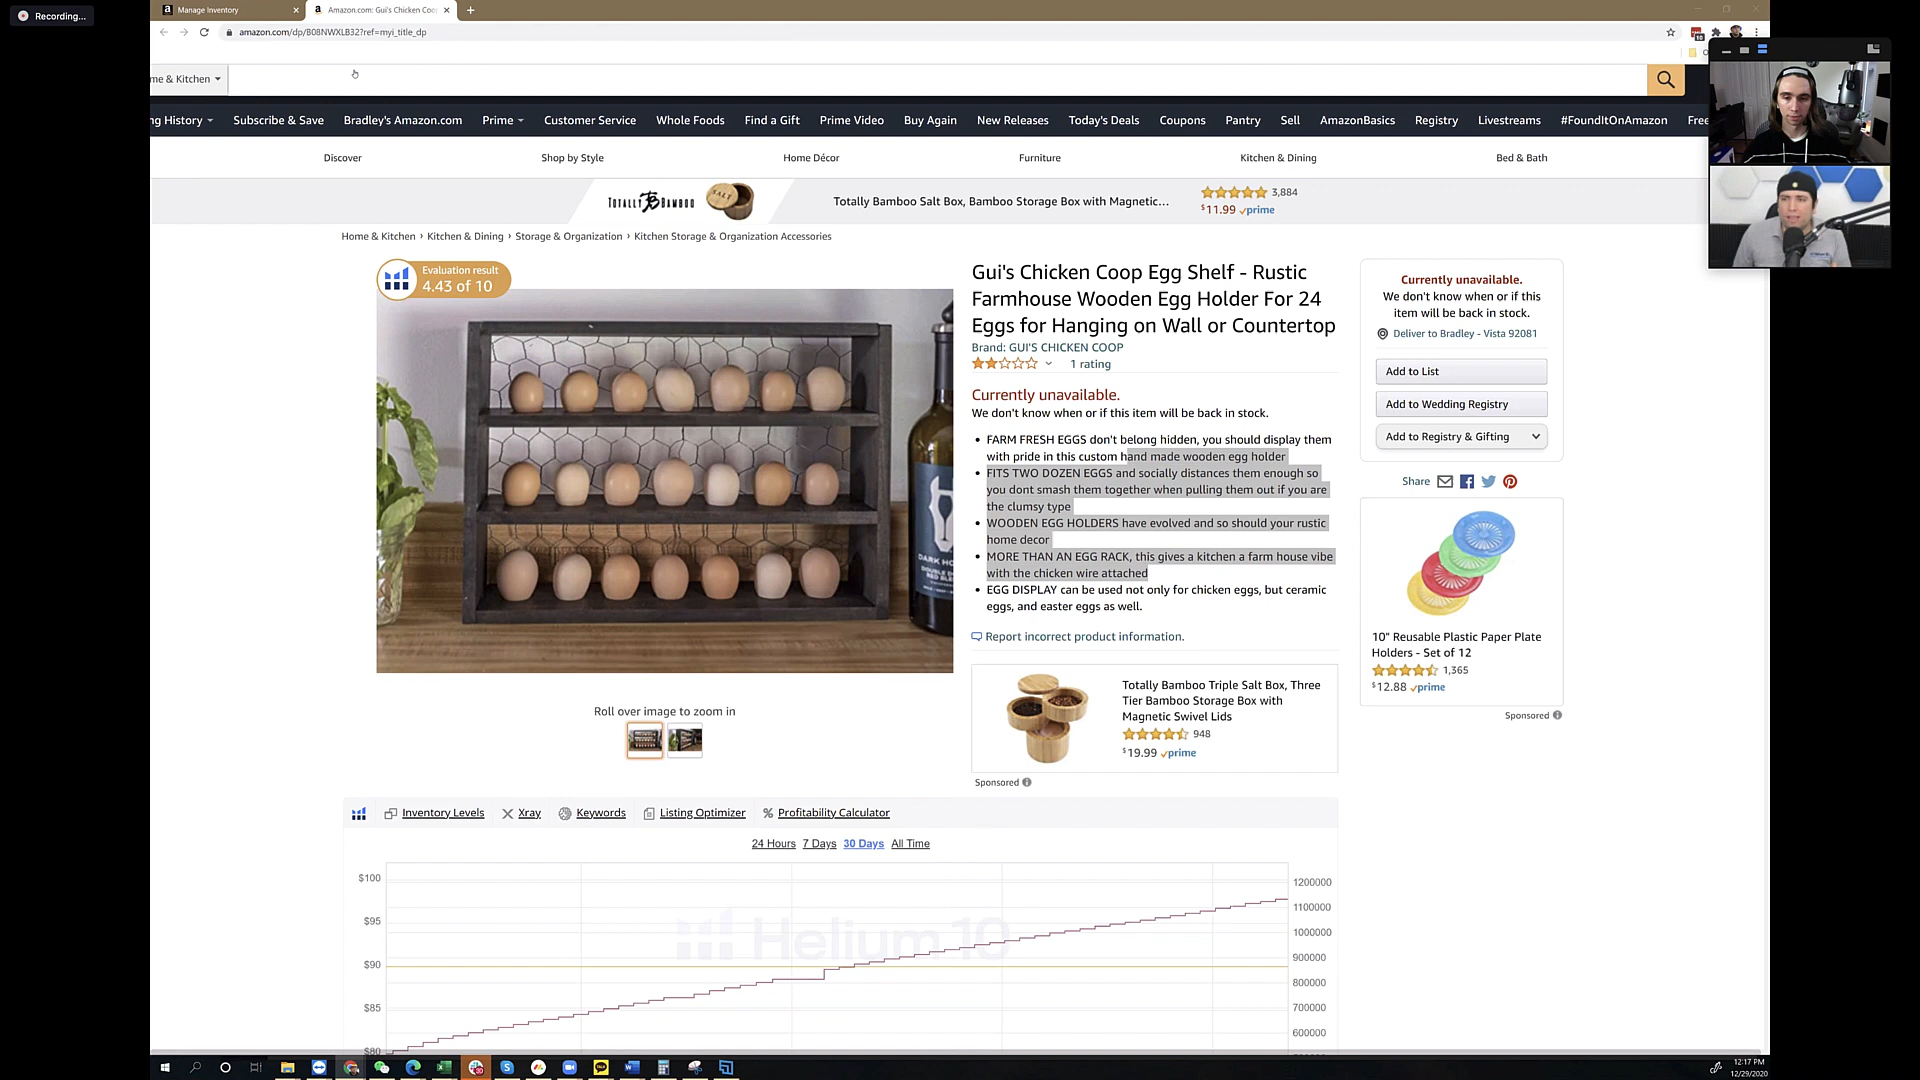 Recording...
Manage Inventory
Amazon.com: Gui's Chicken Coo
amazon.com/dp/B08NWXLB32?ref=myi_title_dp
me & Kitchen
ng History
Subscribe & Save
Bradley's Amazon.com
Prime
Customer Service
Whole Foods
Find a Gift
Prime Video
Buy Again
New Releases
Today's Deals
Coupons
Pantry
Sell
AmazonBasics
Registry
Livestreams
#FoundItOnAmazon
Free
Discover
Shop by Style
Home Décor
Furniture
Kitchen & Dining
Bed & Bath
TOTALLY BAMBOO
SALT
Totally Bamboo Salt Box, Bamboo Storage Box with Magnetic...
3,884
$11.99 prime
Home & Kitchen › Kitchen & Dining › Storage & Organization › Kitchen Storage & Organization Accessories
Evaluation result
4.43 of 10
Gui's Chicken Coop Egg Shelf - Rustic
Farmhouse Wooden Egg Holder For 24
Eggs for Hanging on Wall or Countertop
Brand: GUI'S CHICKEN COOP
1 rating
Currently unavailable.
We don't know when or if this item will be back in stock.
• FARM FRESH EGGS don't belong hidden, you should display them
with pride in this custom hand made wooden egg holder
• FITS TWO DOZEN EGGS and socially distances them enough so
you dont smash them together when pulling them out if you are
the clumsy type
• WOODEN EGG HOLDERS have evolved and so should your rustic
home decor
• MORE THAN AN EGG RACK, this gives a kitchen a farm house vibe
with the chicken wire attached
• EGG DISPLAY can be used not only for chicken eggs, but ceramic
eggs, and easter eggs as well.
Report incorrect product information.
Totally Bamboo Triple Salt Box, Three
Tier Bamboo Storage Box with
Magnetic Swivel Lids
948
$19.99 prime
Sponsored
Currently unavailable.
We don't know when or if this
item will be back in stock.
Deliver to Bradley - Vista 92081
Add to List
Add to Wedding Registry
Add to Registry & Gifting
Share
10" Reusable Plastic Paper Plate
Holders - Set of 12
1,365
$12.88 prime
Sponsored
DARK HO
DOUBLE
RED BLE
Roll over image to zoom in
Inventory Levels
Xray
Keywords
Listing Optimizer
Profitability Calculator
24 Hours
7 Days
30 Days
All Time
Helium 10
$100
$95
$90
$85
$80
1200000
1100000
1000000
900000
800000
700000
600000
12:17 PM
12/29/2020